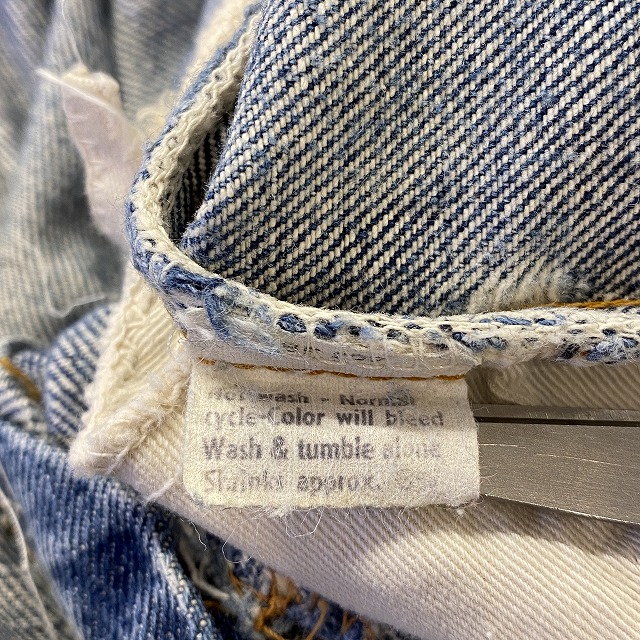 wash - Normal
cycle-Color will bleed
Wash & tumble alone
Shrinks approx.